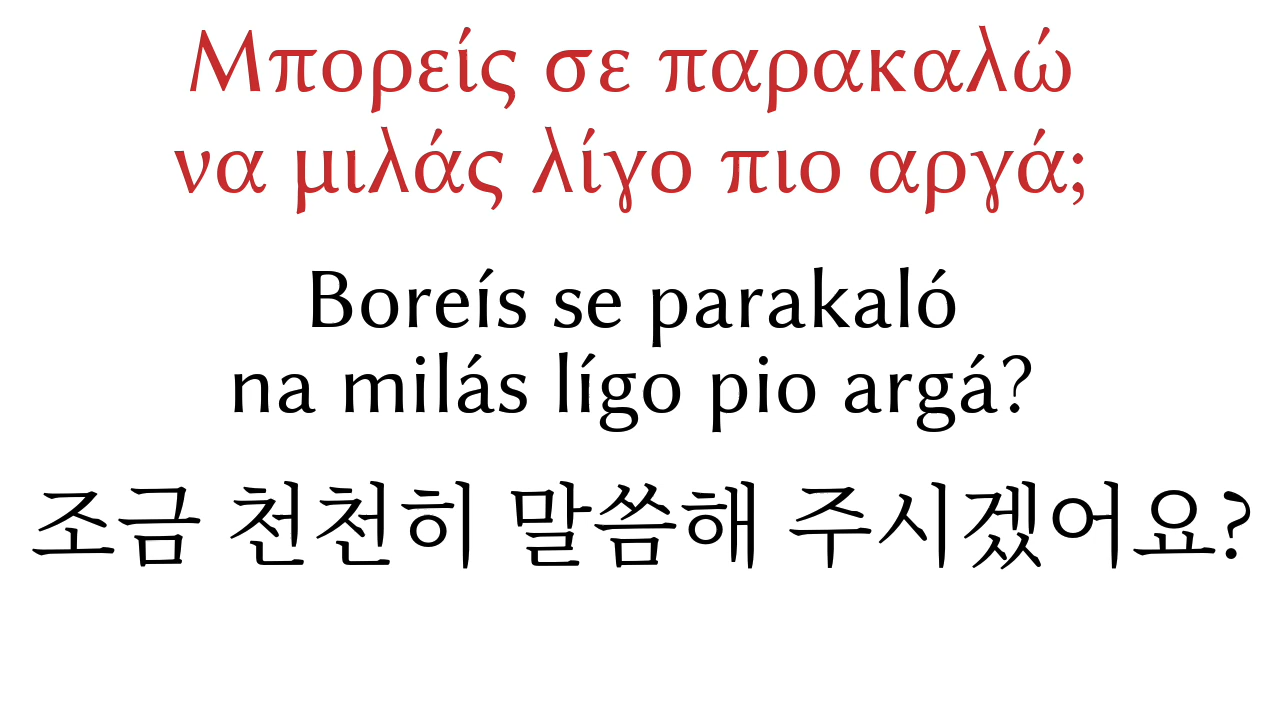 Μπορείς σε παρακαλώ
να μιλάς λίγο πιο αργά;
Boreís se parakaló
na milás lígo pio argá?
조금 천천히 말씀해 주시겠어요?